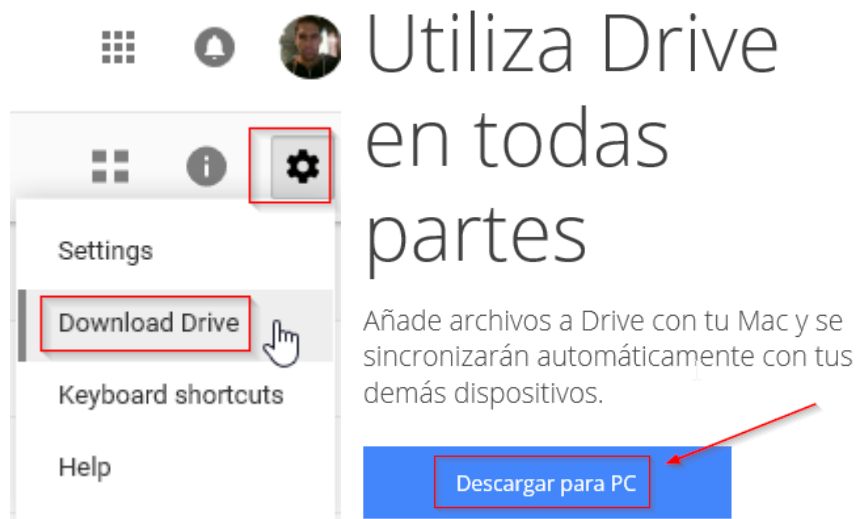 Settings
Download Drive
Keyboard shortcuts
Help
Utiliza Drive
en todas
partes
Añade archivos a Drive con tu Mac y se
sincronizarán automáticamente con tus
demás dispositivos.
Descargar para PC